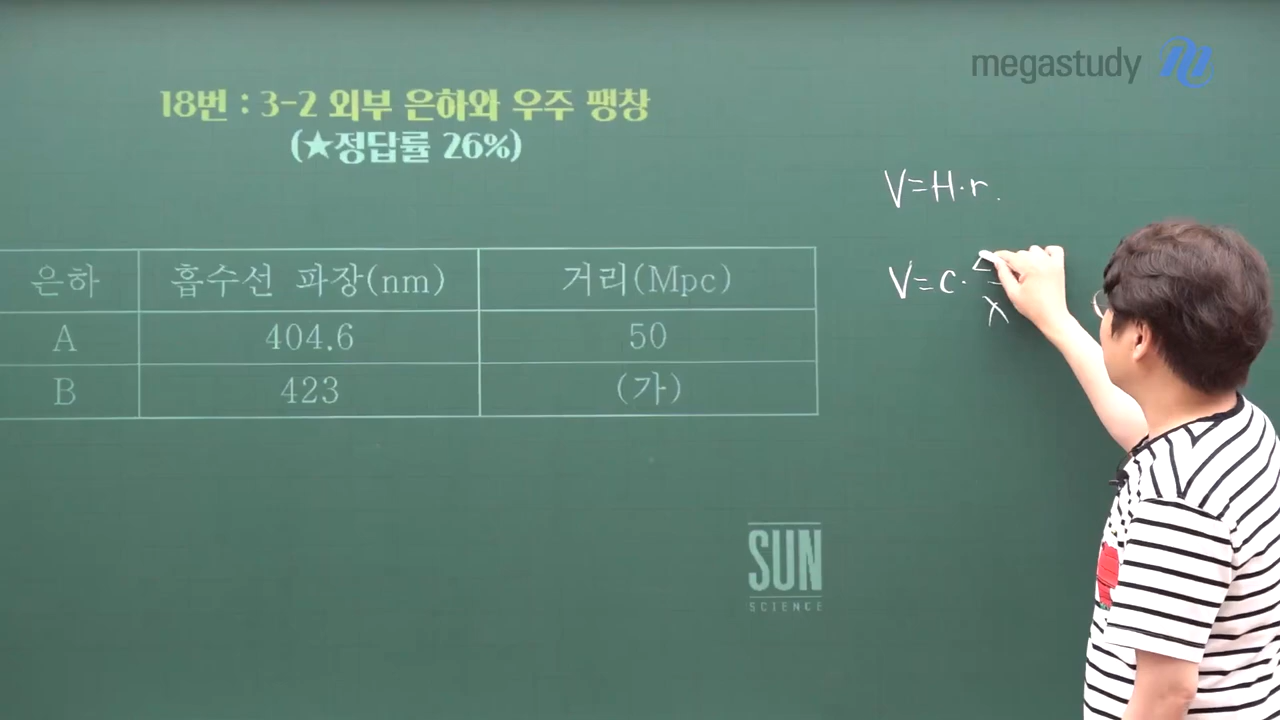 megastudy
18번 : 3-2 외부 은하와 우주 팽창
(★정답률 26%)
V=H·r.
V=C·
λ
은하 흡수선 파장(nm) 거리(Mpc)
A 404.6 50
B 423 (가)
SUN
SCIENCE